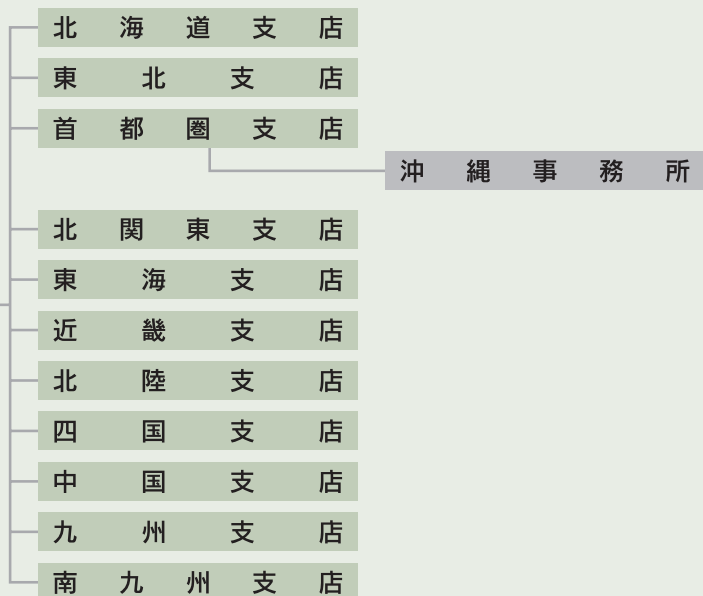 北海道支店
東北支店
首都圏支店
沖縄事務所
北関東支店
東海支店
近畿支店
北陸支店
四国支店
中国支店
九州支店
南九州支店